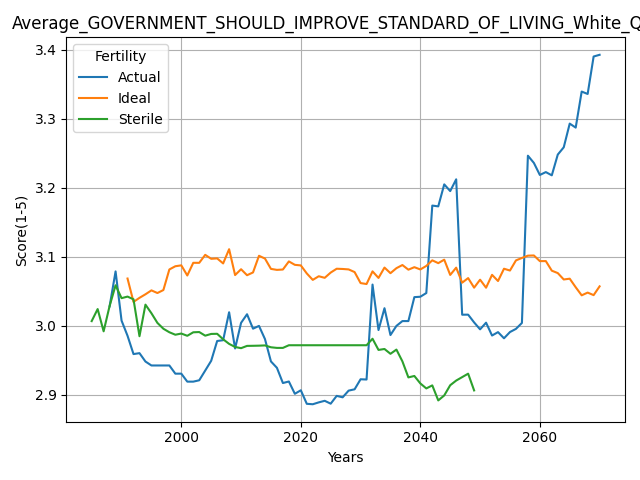 Average_GOVERNMENT_SHOULD_IMPROVE_STANDARD_OF_LIVING_White_Q
Fertility
Actual
Ideal
Sterile
Score(1-5)
3.4
3.3
3.2
3.1
3.0
2.9
2000
2020
2040
2060
Years